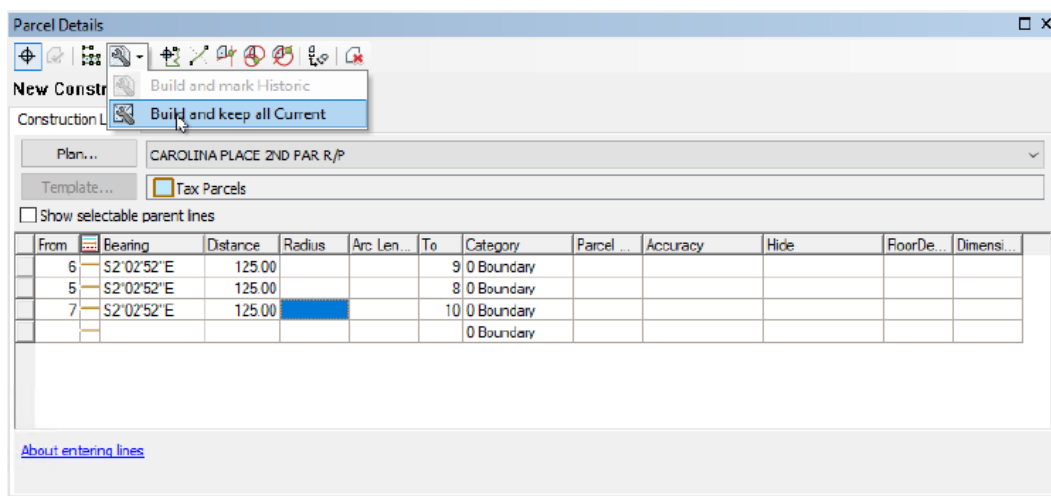 Parcel Details
New Constr
Build and mark Historic
Construction L
Build and keep all Current
Plan... CAROLINA PLACE 2ND PAR R/P
Template... Tax Parcels
Show selectable parent lines
From Bearing Distance Radius Arc Len... To Category Parcel ... Accuracy Hide FloorDe... Dimensi...
6 S2°02'52"E 125.00 9 0 Boundary
5 S2°02'52"E 125.00 8 0 Boundary
7 S2°02'52"E 125.00 10 0 Boundary
0 Boundary
About entering lines